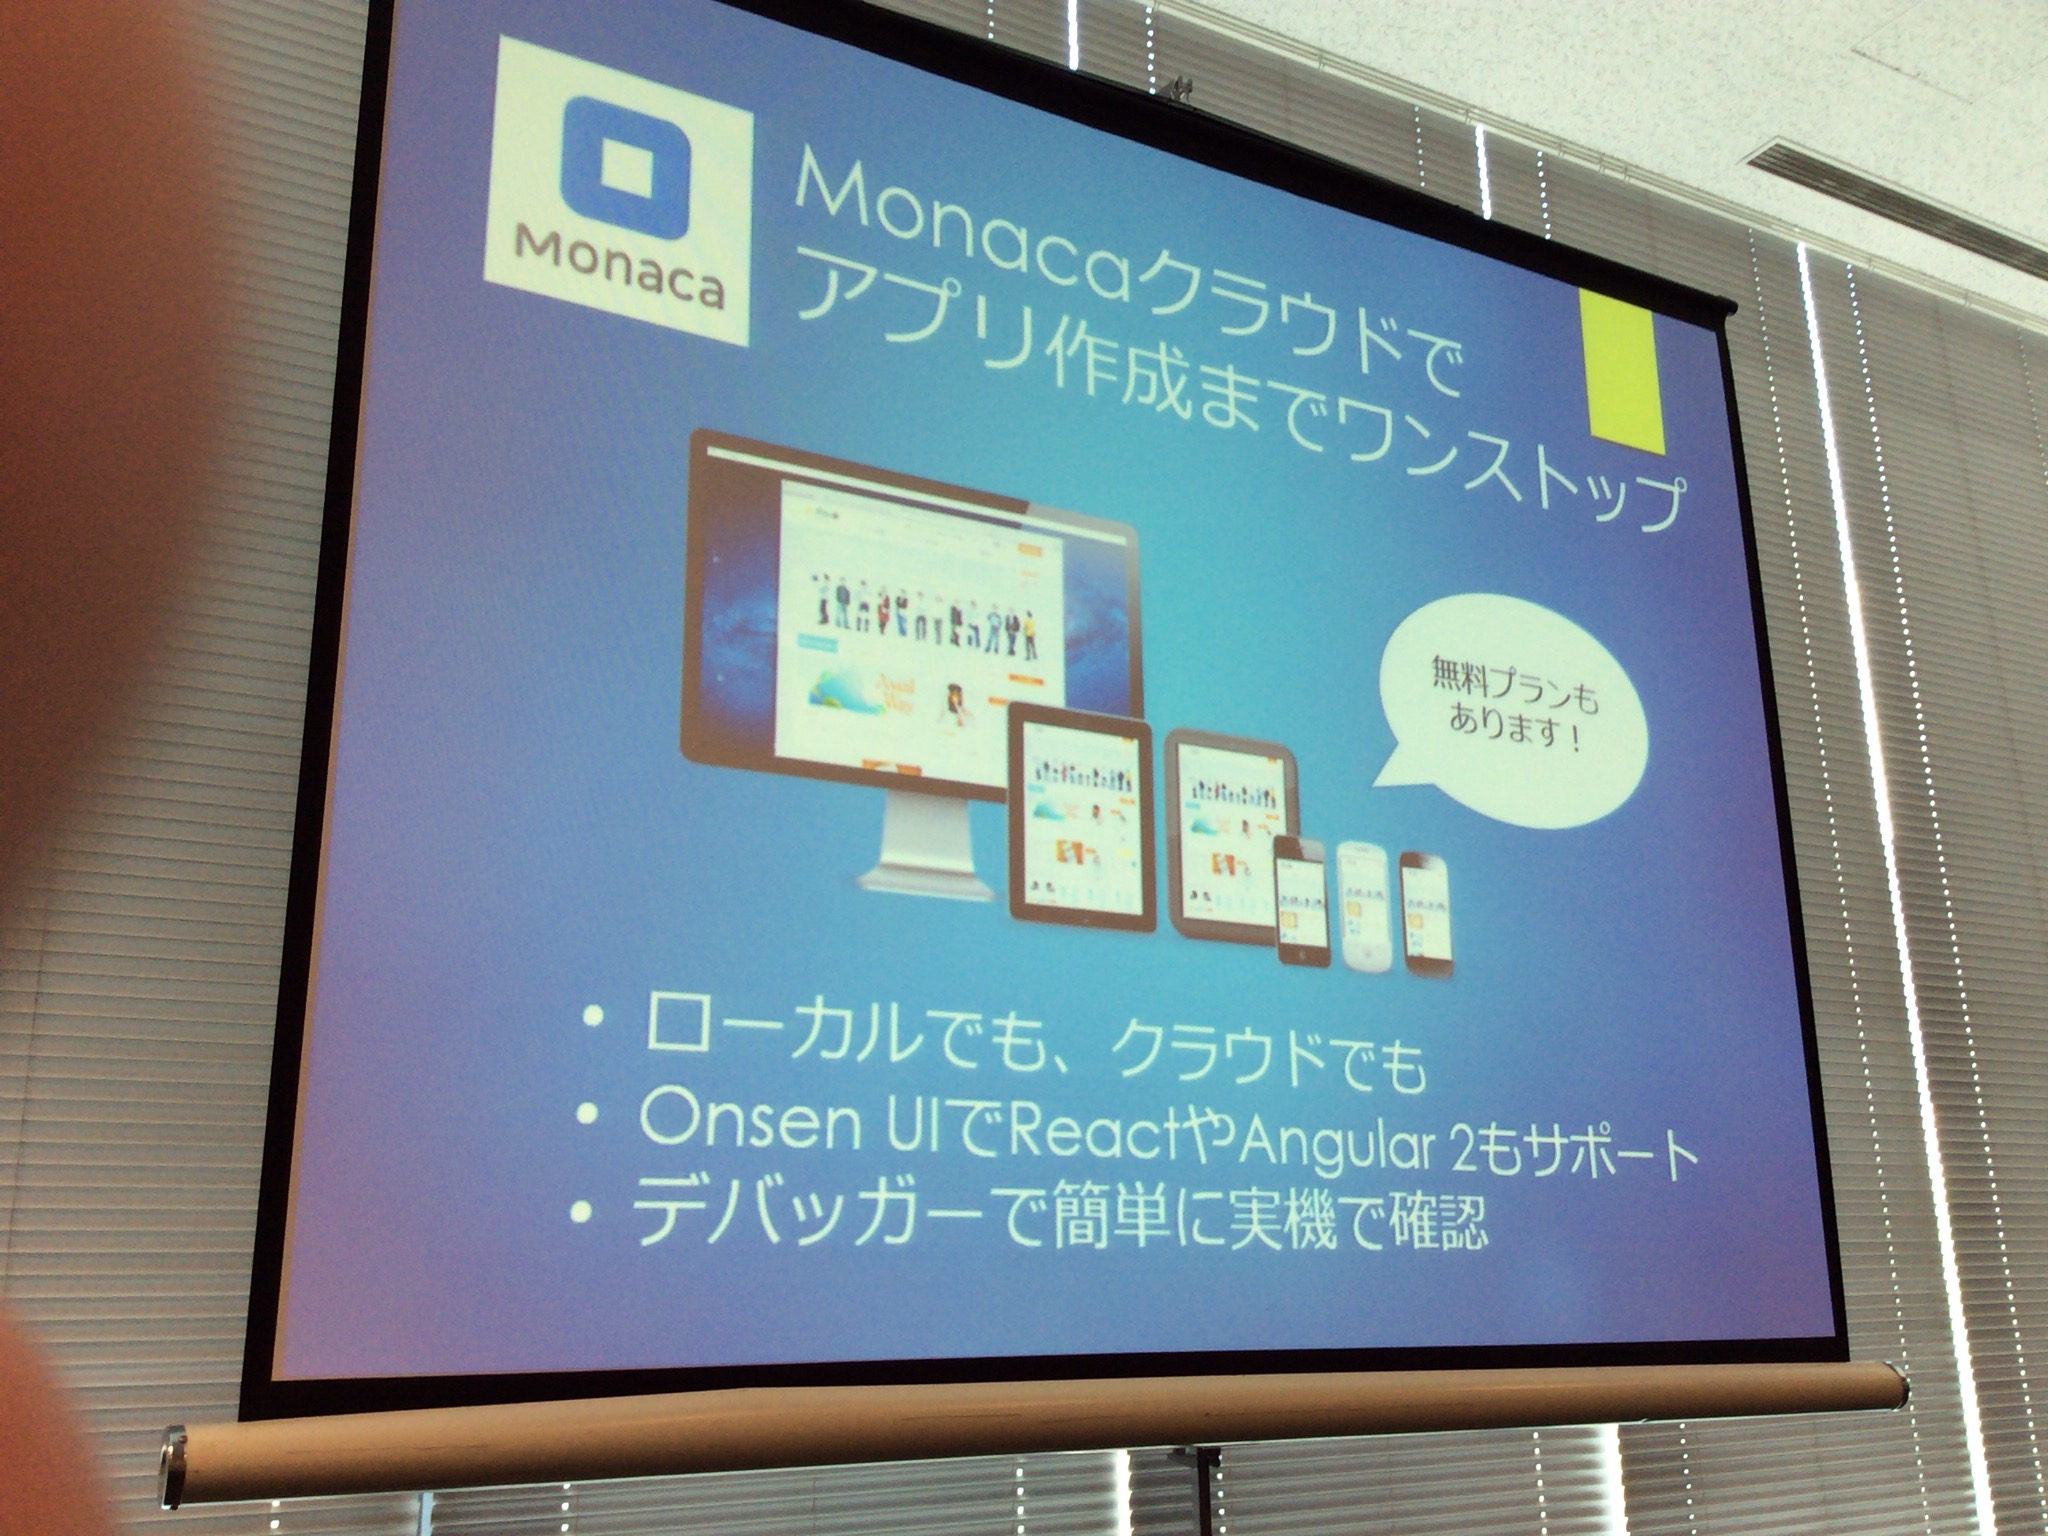 Monaca
Monacaクラウドで
アプリ作成までワンストップ
無料プランも
あります！
・ローカルでも、クラウドでも
・Onsen UIでReactやAngular 2もサポート
・デバッガーで簡単に実機で確認